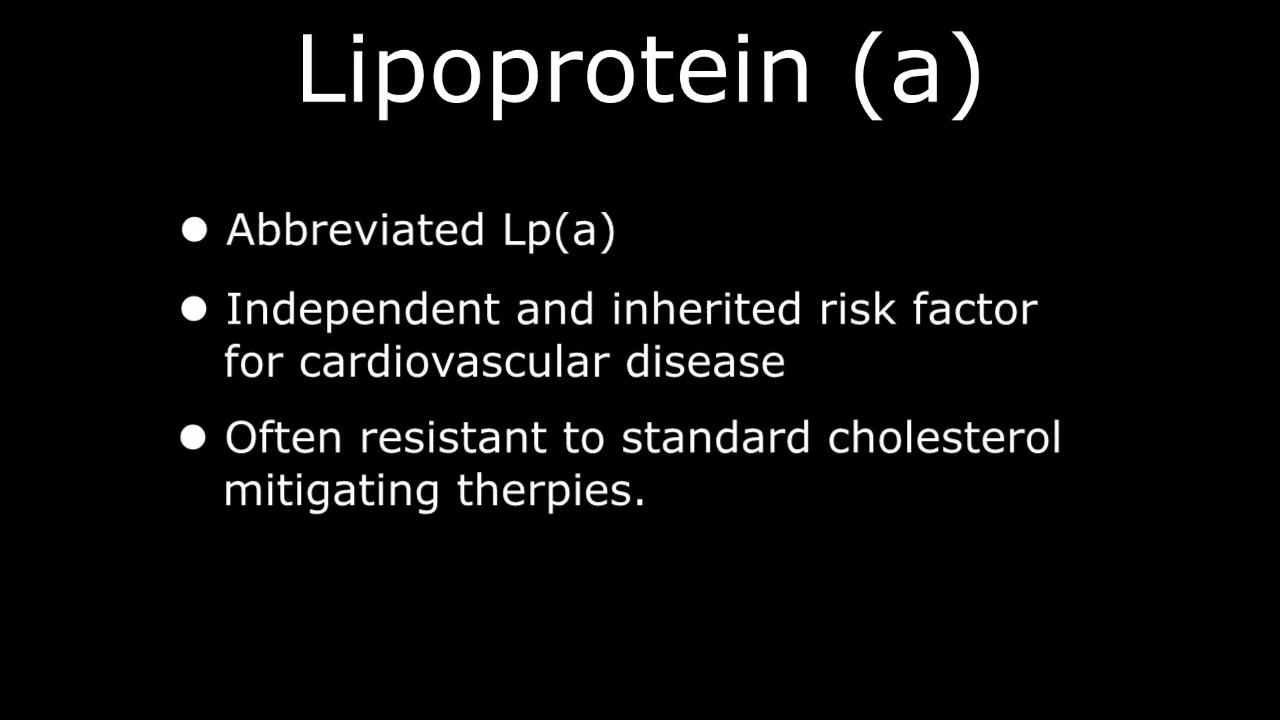 Lipoprotein (a)
● Abbreviated Lp(a)
● Independent and inherited risk factor
for cardiovascular disease
● Often resistant to standard cholesterol
mitigating therpies.